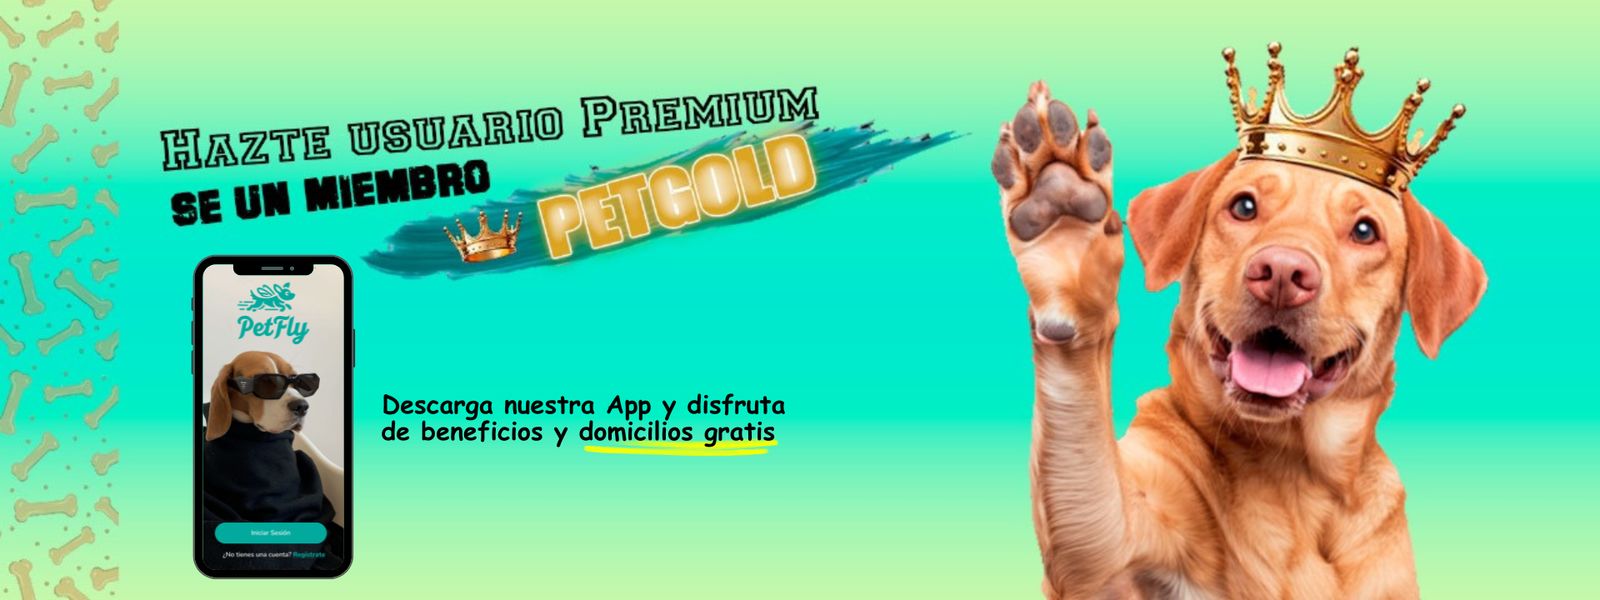 Hazte usuario Premium
SE UN MIEMBRO
PETGOLD
PetFly
Descarga nuestra App y disfruta
de beneficios y domicilios gratis
Iniciar Sesión
¿No tienes una cuenta? Regístrate